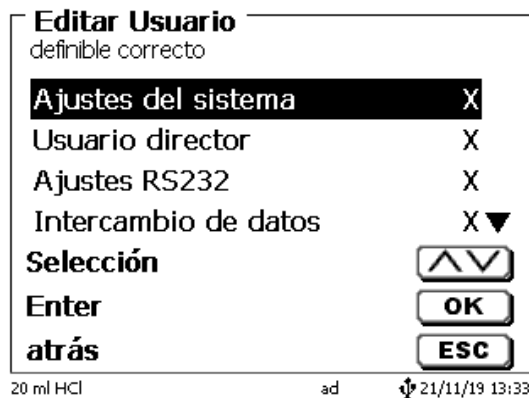 Editar Usuario
definible correcto
Ajustes del sistema X
Usuario director X
Ajustes RS232 X
Intercambio de datos X
Selección
Enter OK
atrás ESC
20 ml HCl ad 21/11/19 13:33